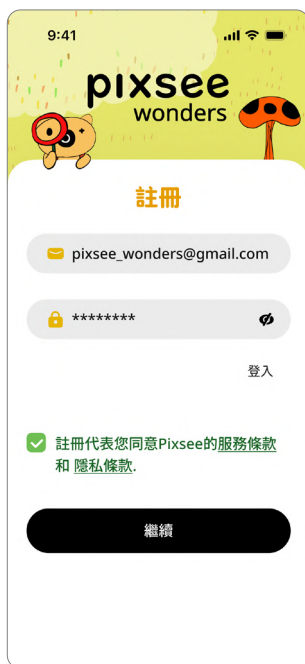 9:41
pixsee
wonders
註冊
pixsee_wonders@gmail.com
********
登入
註冊代表您同意Pixsee的服務條款
和 隱私條款.
繼續